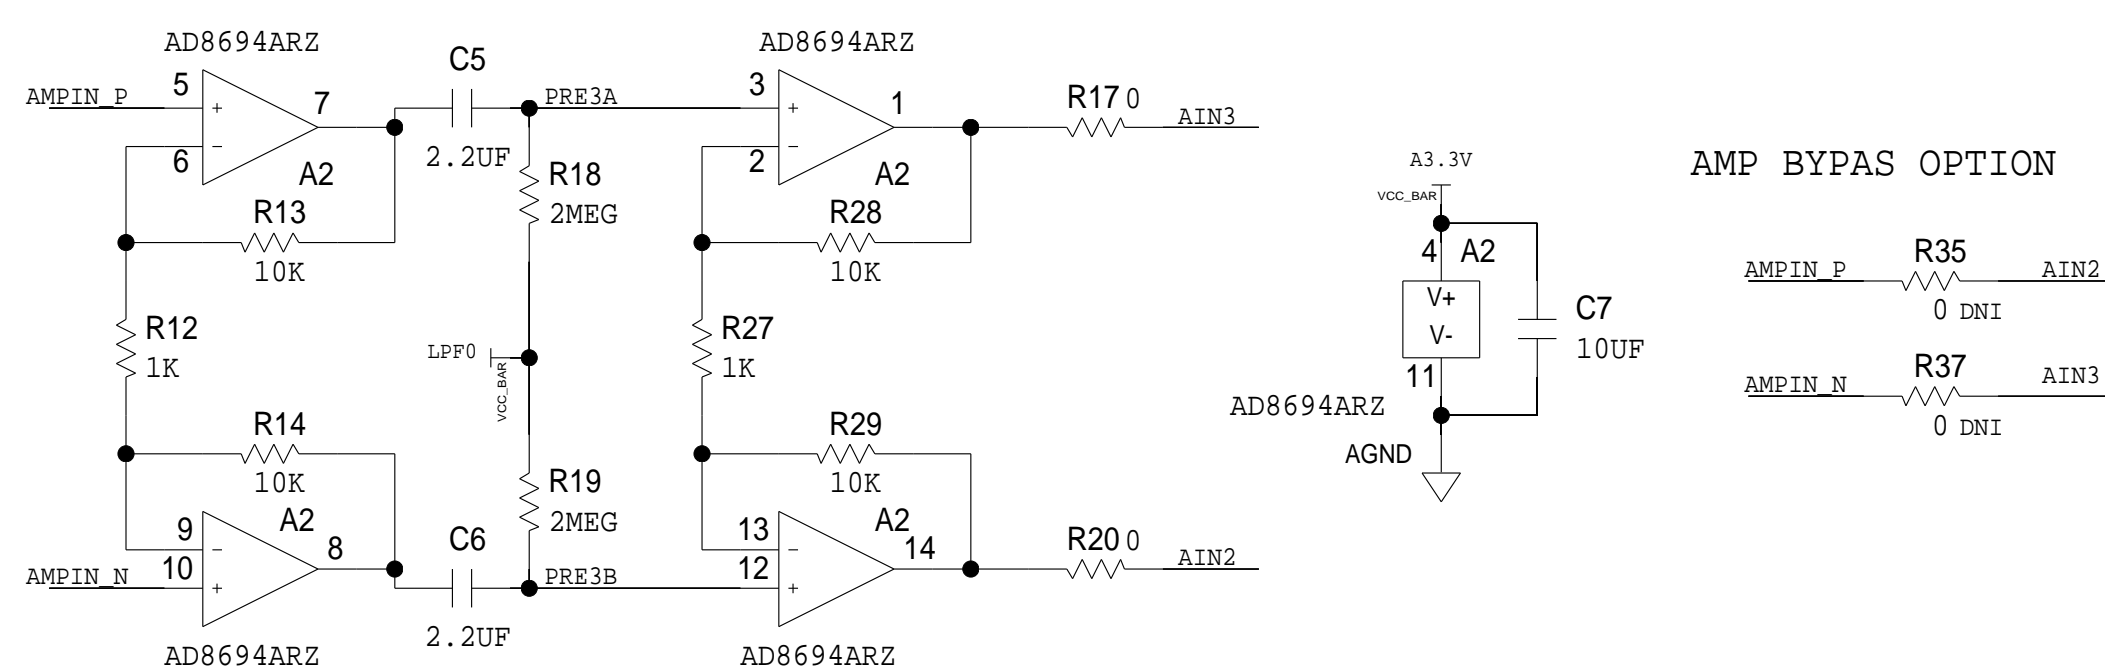 AD8694ARZ
AMPIN_P
5
+
7
6
-
A2
C5
2.2UF
PRE3A
R13
10K
R12
1K
R18
2MEG
LPF0
VCC_BAR
R14
10K
A2
9
-
8
10
+
AMPIN_N
AD8694ARZ
R19
2MEG
C6
2.2UF
PRE3B
AD8694ARZ
3
+
1
2
-
A2
R17 0
AIN3
R28
10K
R27
1K
R29
10K
A2
13
-
14
12
+
R20 0
AIN2
AD8694ARZ
A3.3V
VCC_BAR
4 A2
V+
V-
11
C7
10UF
AD8694ARZ
AGND
AMP BYPAS OPTION
AMPIN_P
R35
AIN2
0 DNI
AMPIN_N
R37
AIN3
0 DNI